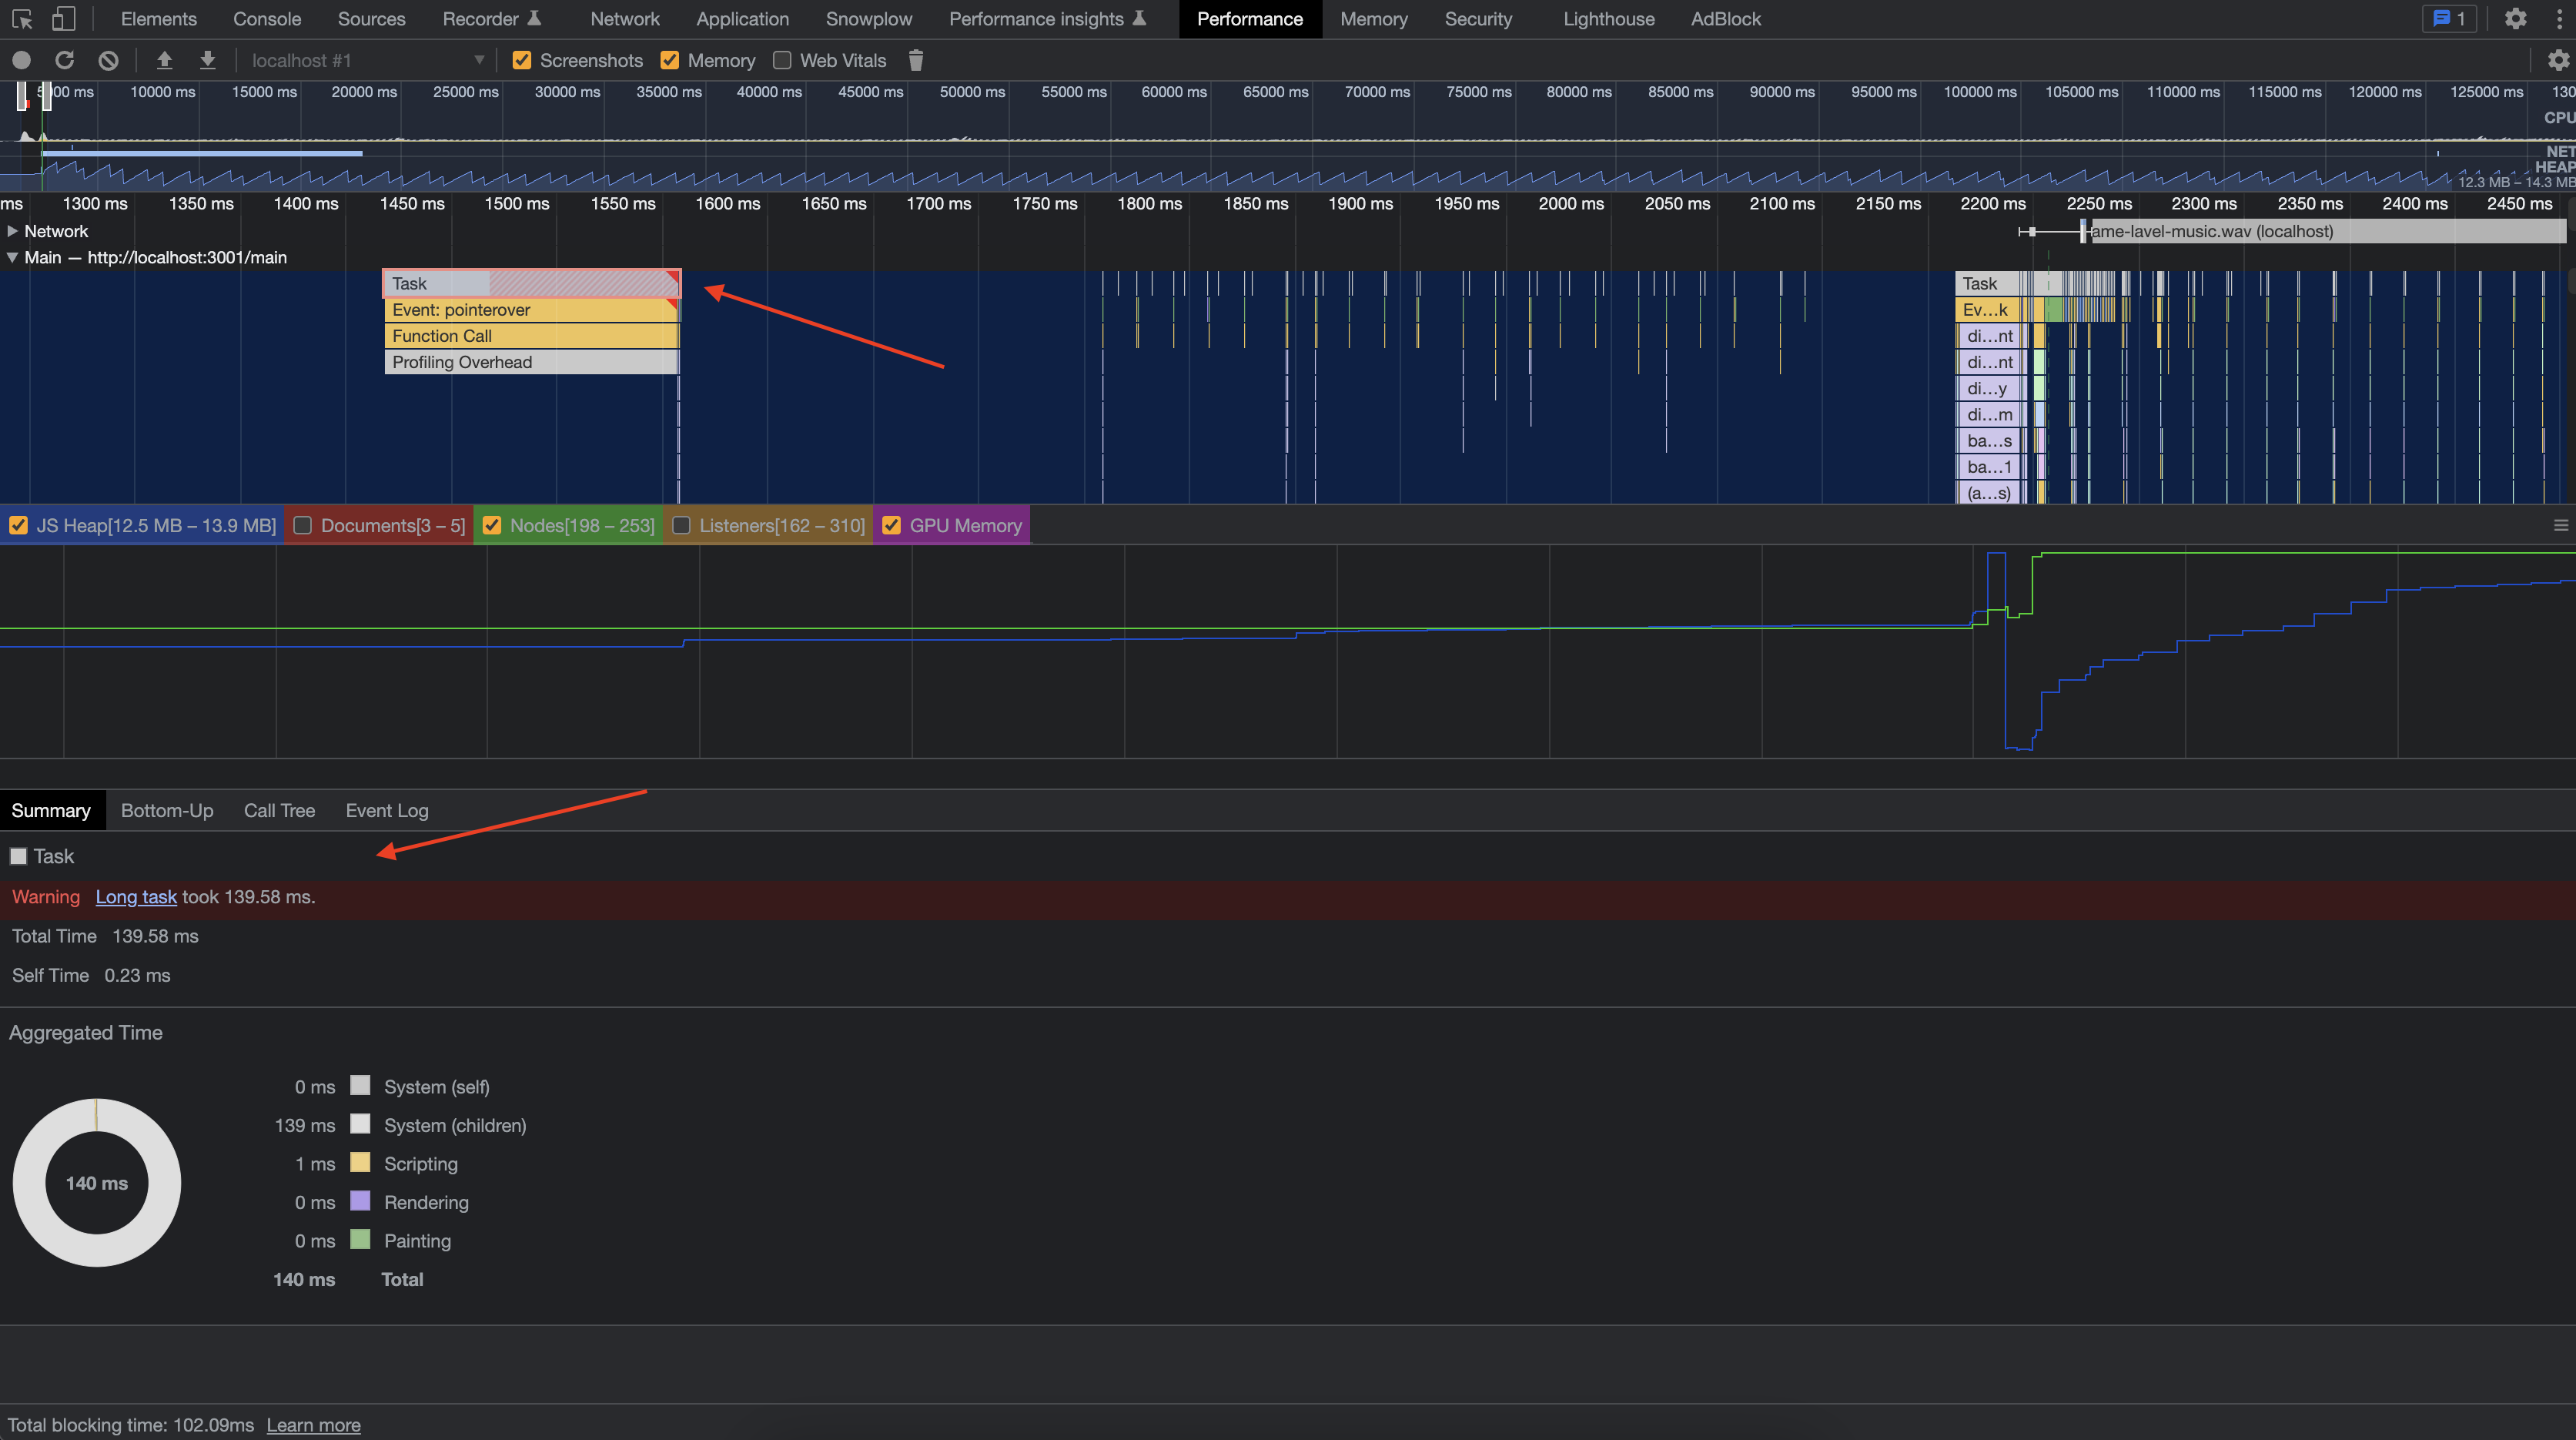 Elements Console Sources Recorder Network Application Snowplow Performance insights Performance Memory Security Lighthouse AdBlock 1
localhost #1 Screenshots Memory Web Vitals
5000 ms 10000 ms 15000 ms 20000 ms 25000 ms 30000 ms 35000 ms 40000 ms 45000 ms 50000 ms 55000 ms 60000 ms 65000 ms 70000 ms 75000 ms 80000 ms 85000 ms 90000 ms 95000 ms 100000 ms 105000 ms 110000 ms 115000 ms 120000 ms 125000 ms 130
CPU
NET
HEAP
12.3 MB – 14.3 MB
ms 1300 ms 1350 ms 1400 ms 1450 ms 1500 ms 1550 ms 1600 ms 1650 ms 1700 ms 1750 ms 1800 ms 1850 ms 1900 ms 1950 ms 2000 ms 2050 ms 2100 ms 2150 ms 2200 ms 2250 ms 2300 ms 2350 ms 2400 ms 2450 ms
Network ame-lavel-music.wav (localhost)
Main — http://localhost:3001/main
Task Task
Event: pointerover Ev…k
Function Call di…nt
Profiling Overhead di…nt
di…y
di…m
ba…s
ba…1
(a…s)
JS Heap[12.5 MB – 13.9 MB] Documents[3 – 5] Nodes[198 – 253] Listeners[162 – 310] GPU Memory
Summary Bottom-Up Call Tree Event Log
Task
Warning Long task took 139.58 ms.
Total Time 139.58 ms
Self Time 0.23 ms
Aggregated Time
0 ms System (self)
139 ms System (children)
1 ms Scripting
140 ms
0 ms Rendering
0 ms Painting
140 ms Total
Total blocking time: 102.09ms Learn more